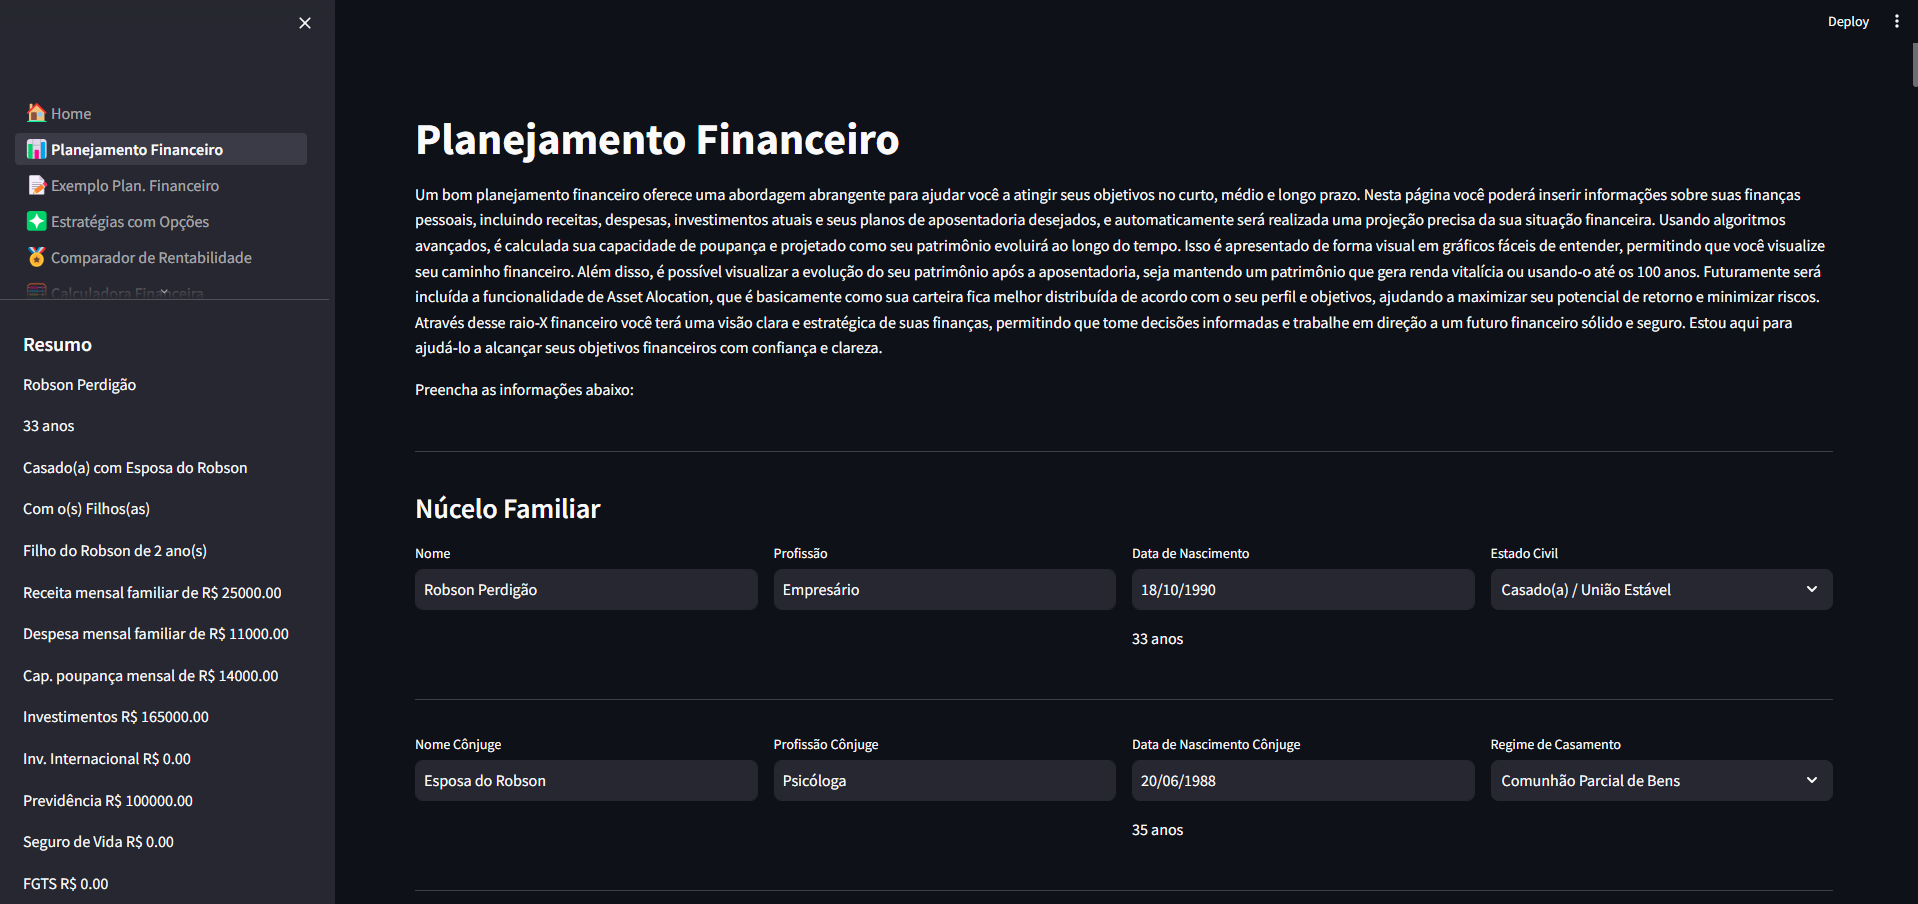 Deploy
Home
Planejamento Financeiro
Exemplo Plan. Financeiro
Estratégias com Opções
Comparador de Rentabilidade
Calculadora Financeira
Resumo
Robson Perdigão
33 anos
Casado(a) com Esposa do Robson
Com o(s) Filhos(as)
Filho do Robson de 2 ano(s)
Receita mensal familiar de R$ 25000.00
Despesa mensal familiar de R$ 11000.00
Cap. poupança mensal de R$ 14000.00
Investimentos R$ 165000.00
Inv. Internacional R$ 0.00
Previdência R$ 100000.00
Seguro de Vida R$ 0.00
FGTS R$ 0.00
Planejamento Financeiro
Um bom planejamento financeiro oferece uma abordagem abrangente para ajudar você a atingir seus objetivos no curto, médio e longo prazo. Nesta página você poderá inserir informações sobre suas finanças
pessoais, incluindo receitas, despesas, investimentos atuais e seus planos de aposentadoria desejados, e automaticamente será realizada uma projeção precisa da sua situação financeira. Usando algoritmos
avançados, é calculada sua capacidade de poupança e projetado como seu patrimônio evoluirá ao longo do tempo. Isso é apresentado de forma visual em gráficos fáceis de entender, permitindo que você visualize
seu caminho financeiro. Além disso, é possível visualizar a evolução do seu patrimônio após a aposentadoria, seja mantendo um patrimônio que gera renda vitalícia ou usando-o até os 100 anos. Futuramente será
incluída a funcionalidade de Asset Alocation, que é basicamente como sua carteira fica melhor distribuída de acordo com o seu perfil e objetivos, ajudando a maximizar seu potencial de retorno e minimizar riscos.
Através desse raio-X financeiro você terá uma visão clara e estratégica de suas finanças, permitindo que tome decisões informadas e trabalhe em direção a um futuro financeiro sólido e seguro. Estou aqui para
ajudá-lo a alcançar seus objetivos financeiros com confiança e clareza.
Preencha as informações abaixo:
Núcelo Familiar
Nome Profissão Data de Nascimento Estado Civil
Robson Perdigão Empresário 18/10/1990 Casado(a) / União Estável
33 anos
Nome Cônjuge Profissão Cônjuge Data de Nascimento Cônjuge Regime de Casamento
Esposa do Robson Psicóloga 20/06/1988 Comunhão Parcial de Bens
35 anos